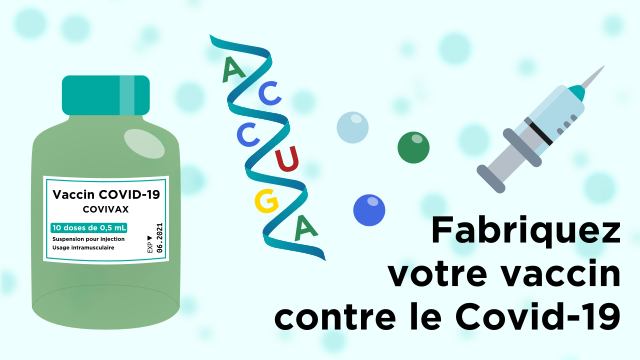 Vaccin COVID-19
COVIVAX
10 doses de 0,5 mL
Suspension pour injection
Usage intramusculaire
EXP ▼
06.2021
A
C
C
U
G
A
Fabriquez
votre vaccin
contre le Covid-19